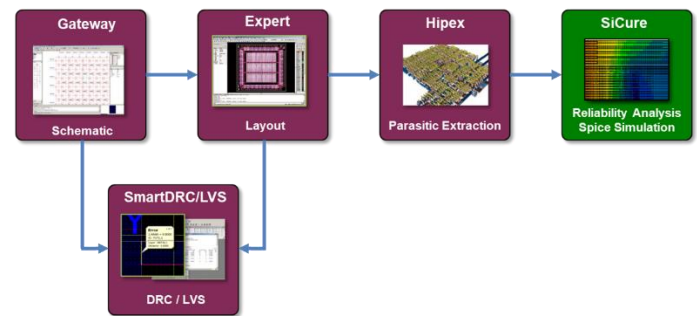 Gateway
Schematic
Expert
Layout
Hipex
Parasitic Extraction
SiCure
Reliability Analysis
Spice Simulation
SmartDRC/LVS
DRC / LVS